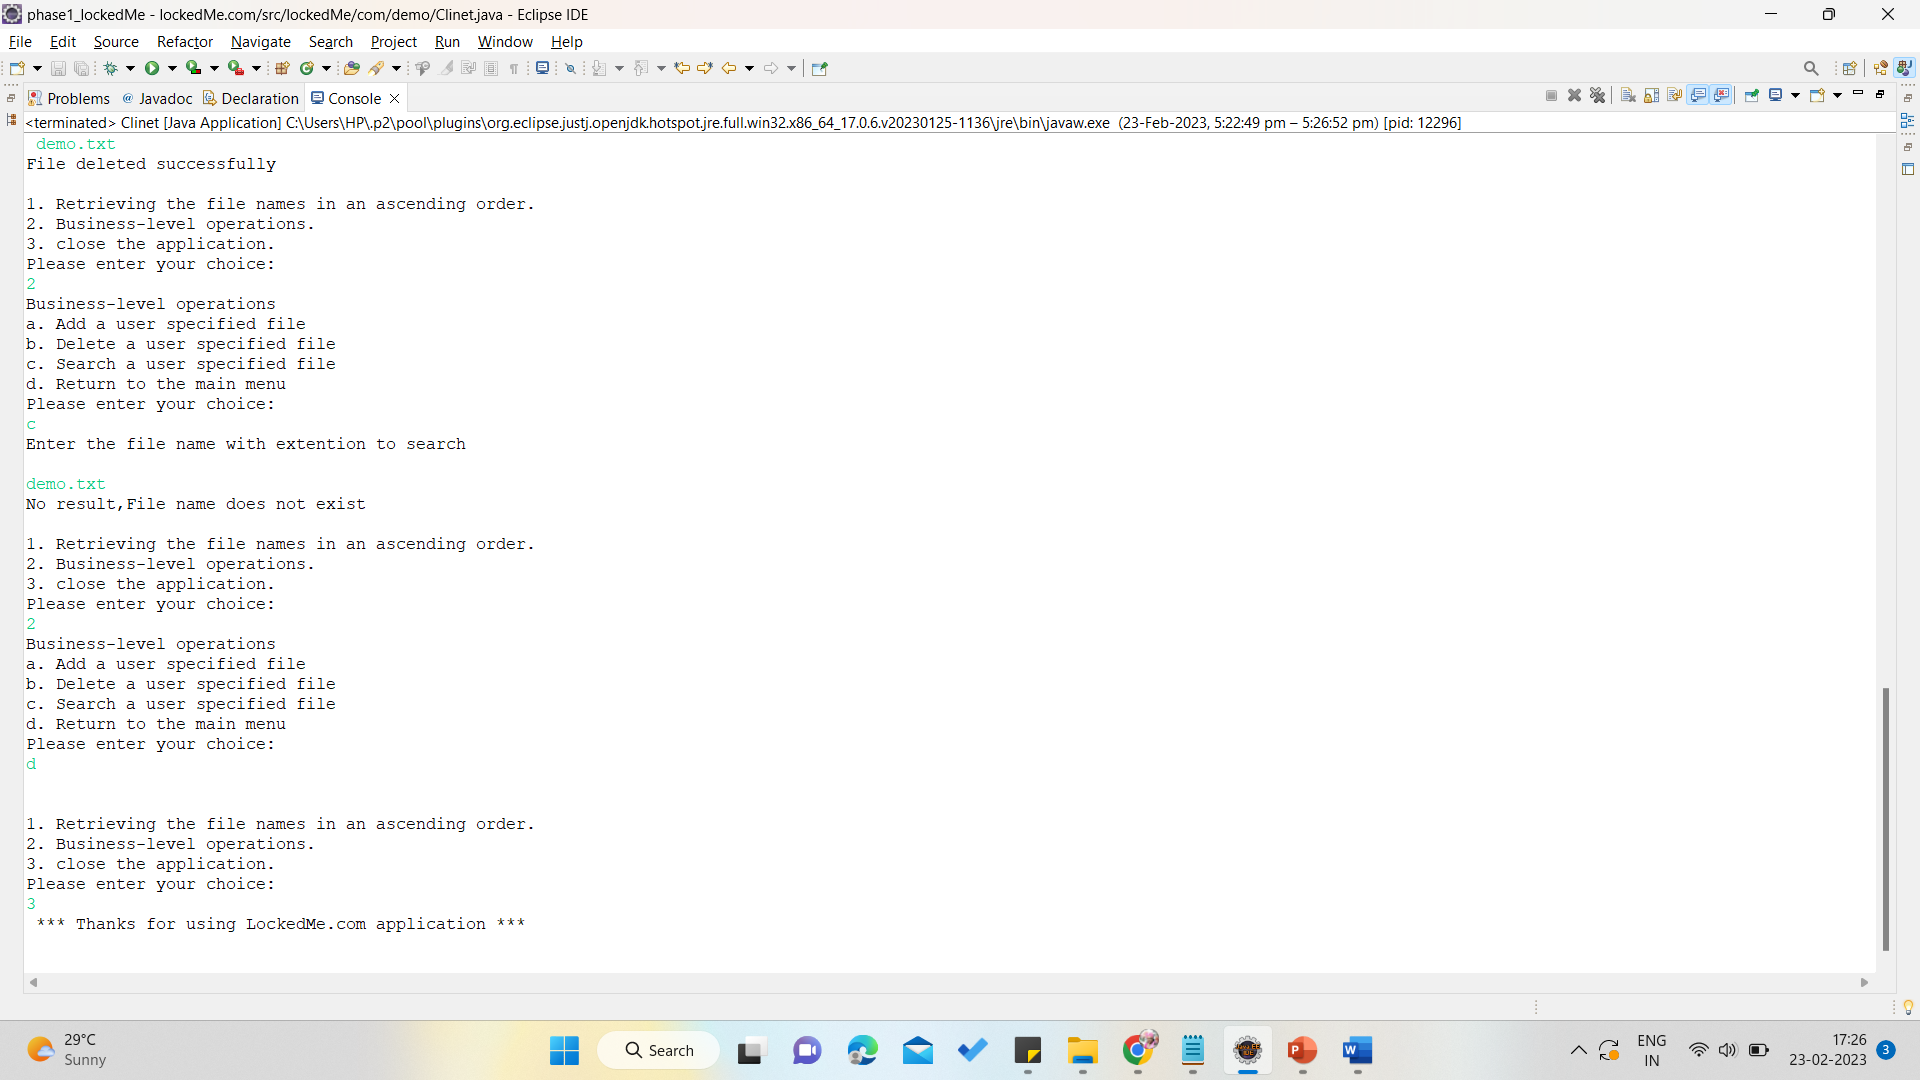 phase1_lockedMe - lockedMe.com/src/lockedMe/com/demo/Clinet.java - Eclipse IDE
File Edit Source Refactor Navigate Search Project Run Window Help
Problems @ Javadoc Declaration Console
<terminated> Clinet [Java Application] C:\Users\HP\.p2\pool\plugins\org.eclipse.justj.openjdk.hotspot.jre.full.win32.x86_64_17.0.6.v20230125-1136\jre\bin\javaw.exe (23-Feb-2023, 5:22:49 pm – 5:26:52 pm) [pid: 12296]
demo.txt
File deleted successfully
1. Retrieving the file names in an ascending order.
2. Business-level operations.
3. close the application.
Please enter your choice:
2
Business-level operations
a. Add a user specified file
b. Delete a user specified file
c. Search a user specified file
d. Return to the main menu
Please enter your choice:
c
Enter the file name with extention to search
demo.txt
No result,File name does not exist
1. Retrieving the file names in an ascending order.
2. Business-level operations.
3. close the application.
Please enter your choice:
2
Business-level operations
a. Add a user specified file
b. Delete a user specified file
c. Search a user specified file
d. Return to the main menu
Please enter your choice:
d
1. Retrieving the file names in an ascending order.
2. Business-level operations.
3. close the application.
Please enter your choice:
3
*** Thanks for using LockedMe.com application ***
29°C
Sunny
Search
ENG
IN
17:26
23-02-2023
3